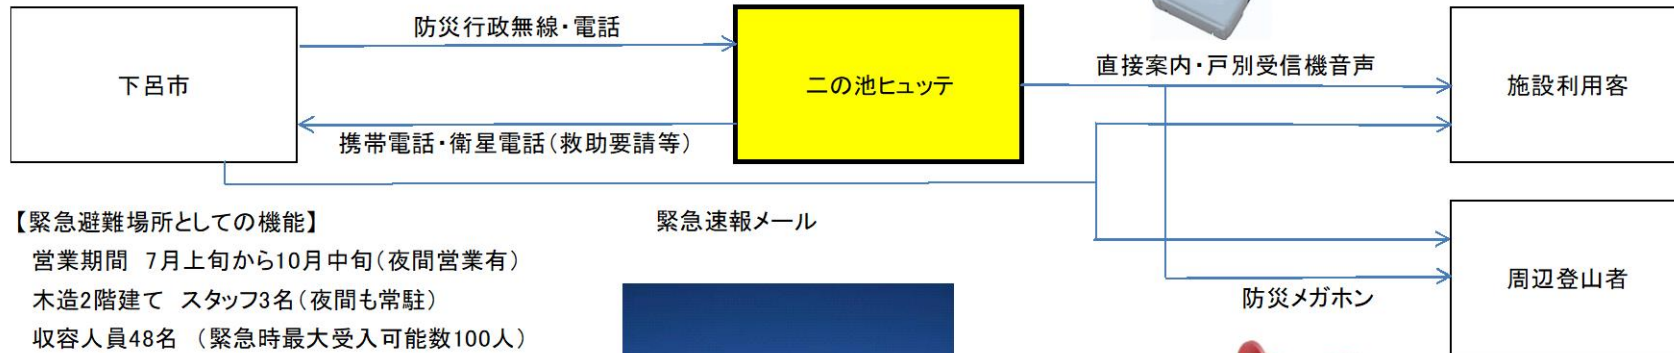 防災行政無線・電話
下呂市
二の池ヒュッテ
直接案内・戸別受信機音声
施設利用客
携帯電話・衛星電話(救助要請等)
【緊急避難場所としての機能】
緊急速報メール
営業期間 7月上旬から10月中旬(夜間営業有)
木造2階建て スタッフ3名(夜間も常駐)
収容人員48名 (緊急時最大受入可能数100人)
防災メガホン
周辺登山者